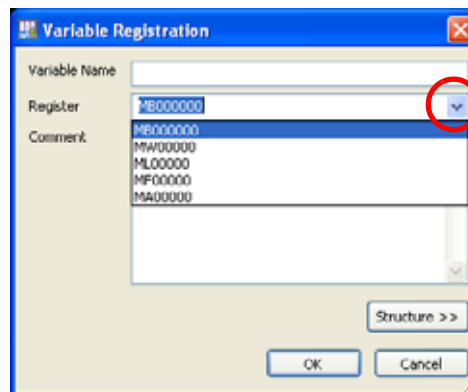 Variable Registration
Variable Name
Register MB000000
Comment MB000000
MW00000
ML00000
MF00000
MA00000
Structure >>
OK Cancel